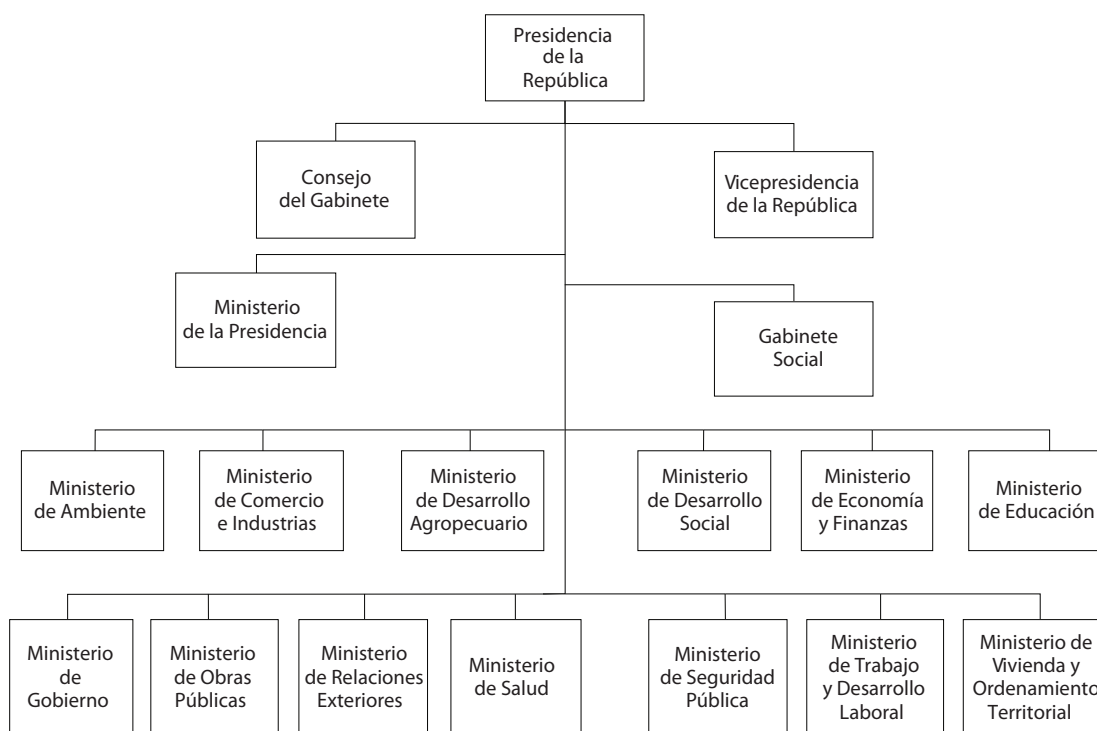 Presidencia
de la
República
Consejo
del Gabinete
Vicepresidencia
de la República
Ministerio
de la Presidencia
Gabinete
Social
Ministerio
de Ambiente
Ministerio
de Comercio
e Industrias
Ministerio
de Desarrollo
Agropecuario
Ministerio
de Desarrollo
Social
Ministerio
de Economía
y Finanzas
Ministerio
de Educación
Ministerio
de
Gobierno
Ministerio
de Obras
Públicas
Ministerio
de Relaciones
Exteriores
Ministerio
de Salud
Ministerio
de Seguridad
Pública
Ministerio
de Trabajo
y Desarrollo
Laboral
Ministerio de
Vivienda y
Ordenamiento
Territorial